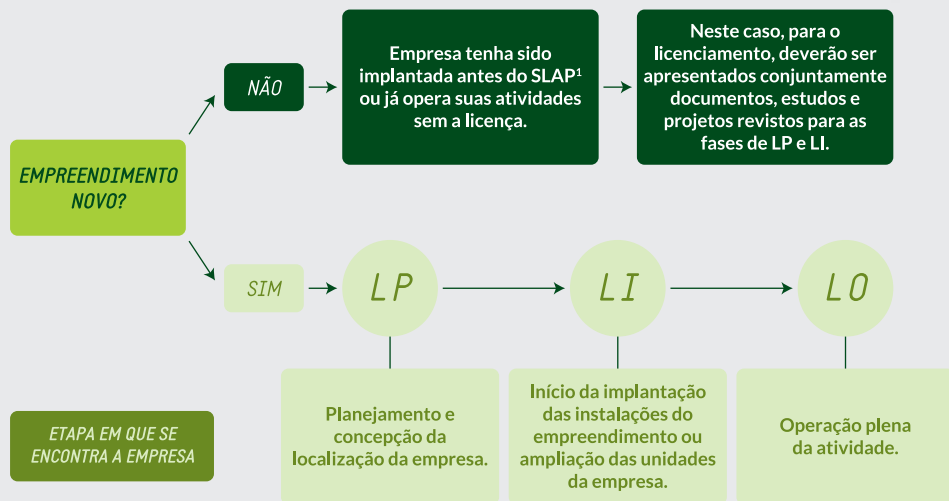 EMPREENDIMENTO
NOVO?
NÃO
Empresa tenha sido
implantada antes do SLAP¹
ou já opera suas atividades
sem a licença.
Neste caso, para o
licenciamento, deverão ser
apresentados conjuntamente
documentos, estudos e
projetos revistos para as
fases de LP e LI.
SIM
LP
LI
LO
ETAPA EM QUE SE
ENCONTRA A EMPRESA
Planejamento e
concepção da
localização da empresa.
Início da implantação
das instalações do
empreendimento ou
ampliação das unidades
da empresa.
Operação plena
da atividade.